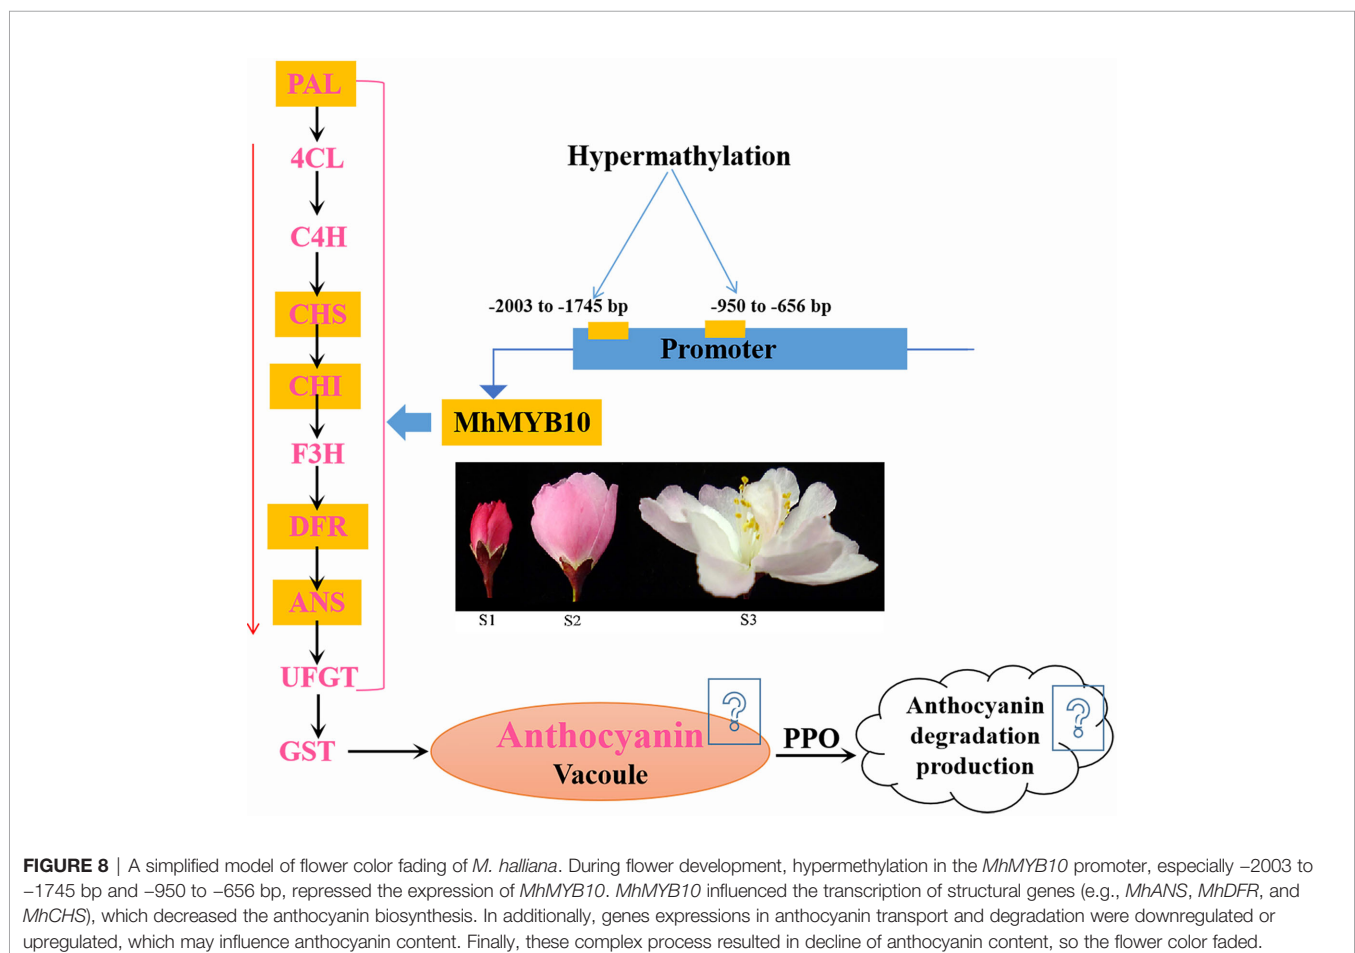 PAL
4CL
C4H
CHS
CHI
F3H
DFR
ANS
UFGT
GST
Hypermathylation
-2003 to -1745 bp
-950 to -656 bp
Promoter
MhMYB10
S1
S2
S3
Anthocyanin
Vacoule
?
PPO
Anthocyanin
degradation
production
?
FIGURE 8 | A simplified model of flower color fading of M. halliana. During flower development, hypermethylation in the MhMYB10 promoter, especially −2003 to
−1745 bp and −950 to −656 bp, repressed the expression of MhMYB10. MhMYB10 influenced the transcription of structural genes (e.g., MhANS, MhDFR, and
MhCHS), which decreased the anthocyanin biosynthesis. In additionally, genes expressions in anthocyanin transport and degradation were downregulated or
upregulated, which may influence anthocyanin content. Finally, these complex process resulted in decline of anthocyanin content, so the flower color faded.